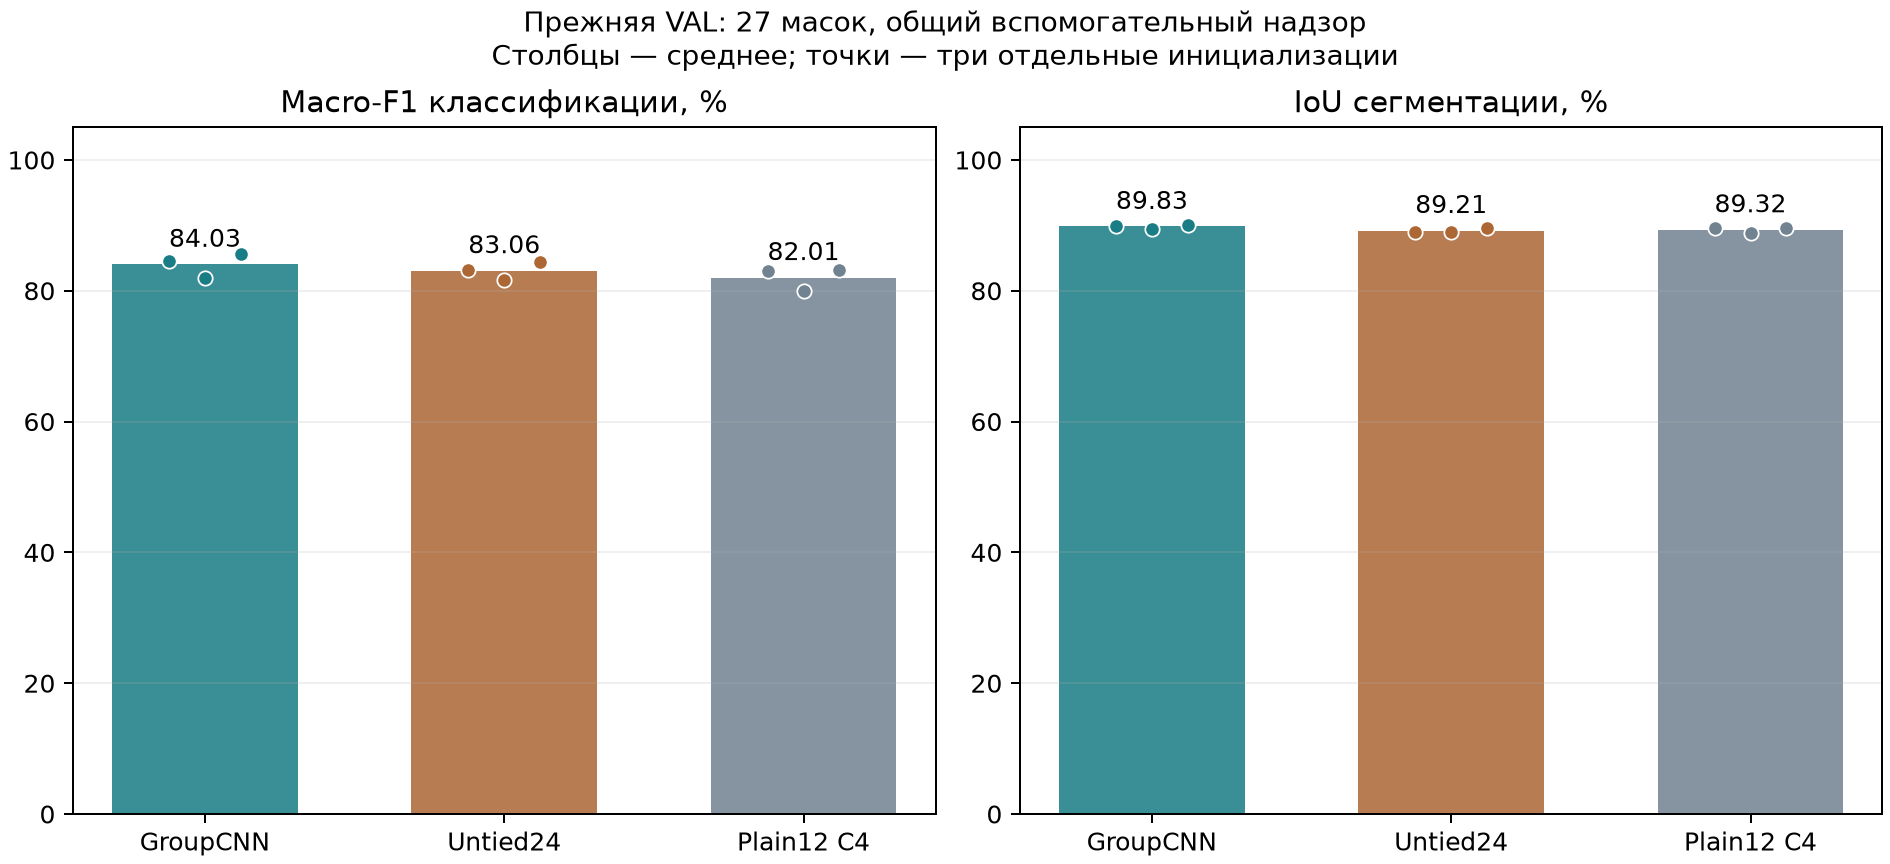 Прежняя VAL: 27 масок, общий вспомогательный надзор
Столбцы — среднее; точки — три отдельные инициализации
Macro-F1 классификации, %
100
80
60
40
20
0
84.03
83.06
82.01
GroupCNN
Untied24
Plain12 C4
IoU сегментации, %
100
80
60
40
20
0
89.83
89.21
89.32
GroupCNN
Untied24
Plain12 C4